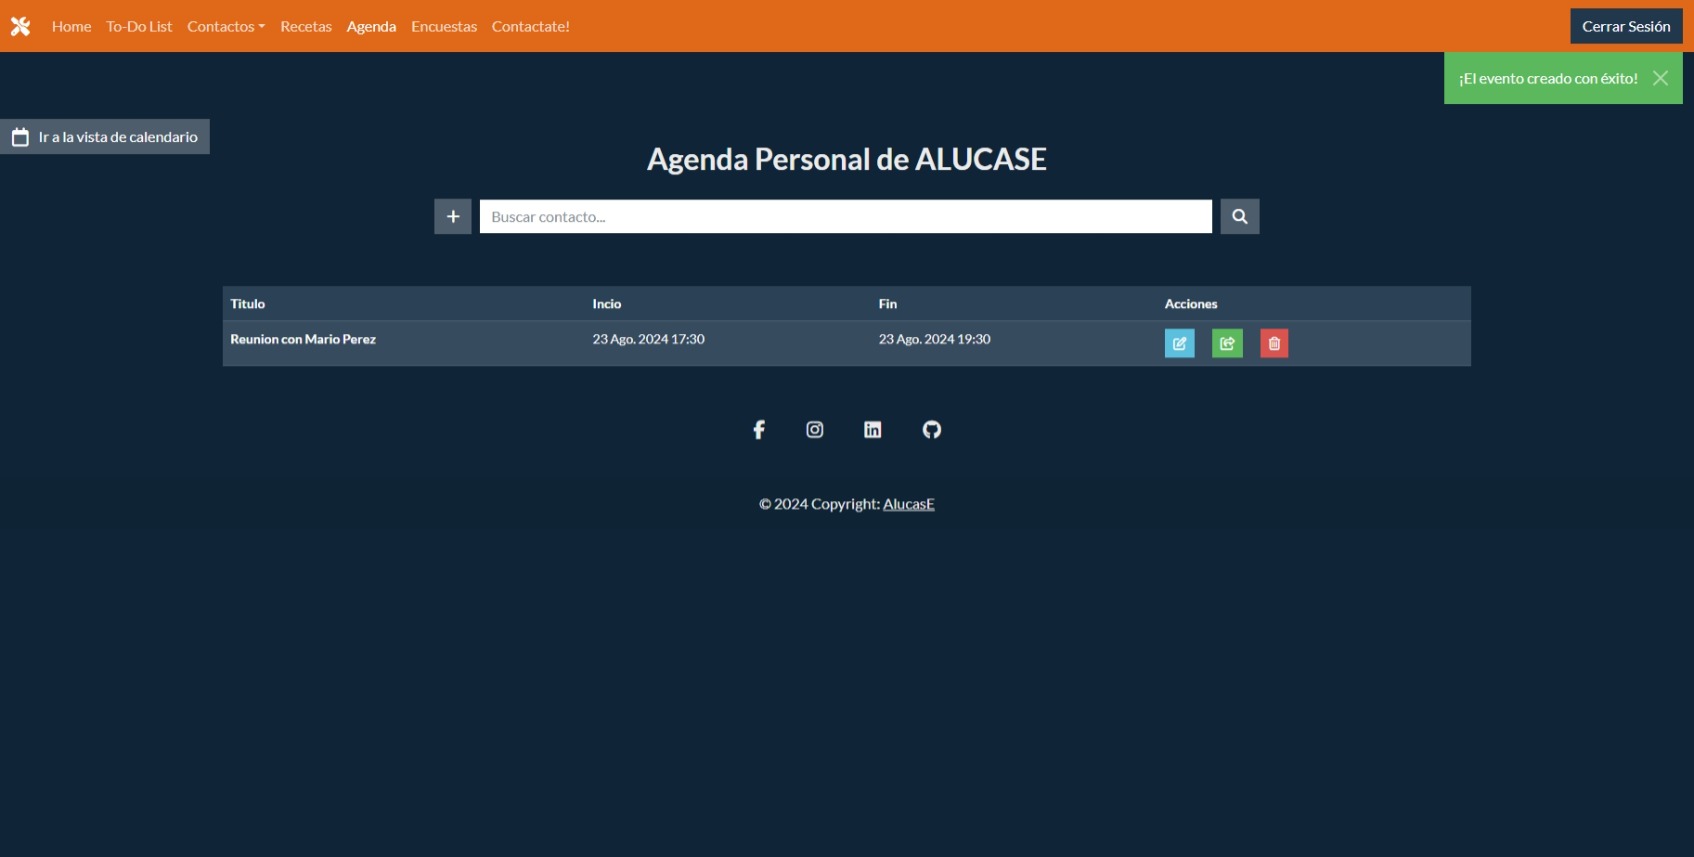 Home To-Do List Contactos Recetas Agenda Encuestas Contactate! Cerrar Sesión
¡El evento creado con éxito!
Ir a la vista de calendario
Agenda Personal de ALUCASE
Buscar contacto...
Titulo Incio Fin Acciones
Reunion con Mario Perez 23 Ago. 2024 17:30 23 Ago. 2024 19:30
© 2024 Copyright: AlucasE